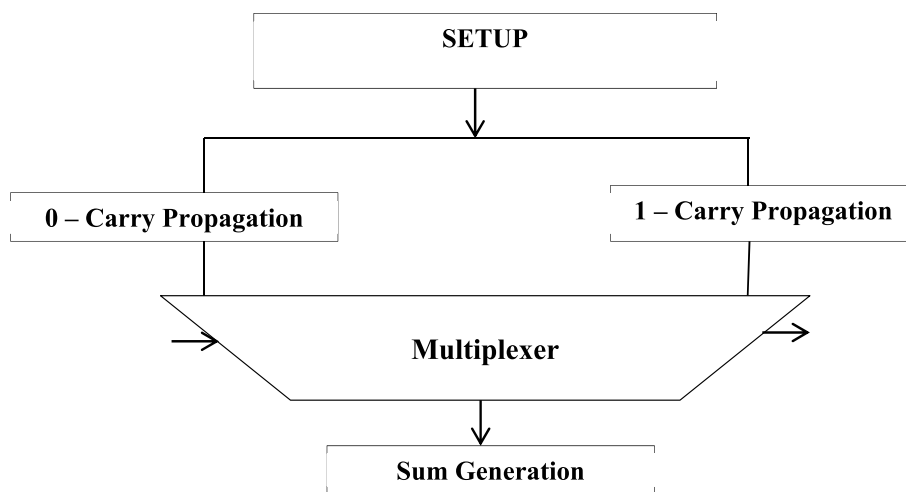 SETUP
0 – Carry Propagation
1 – Carry Propagation
Multiplexer
Sum Generation